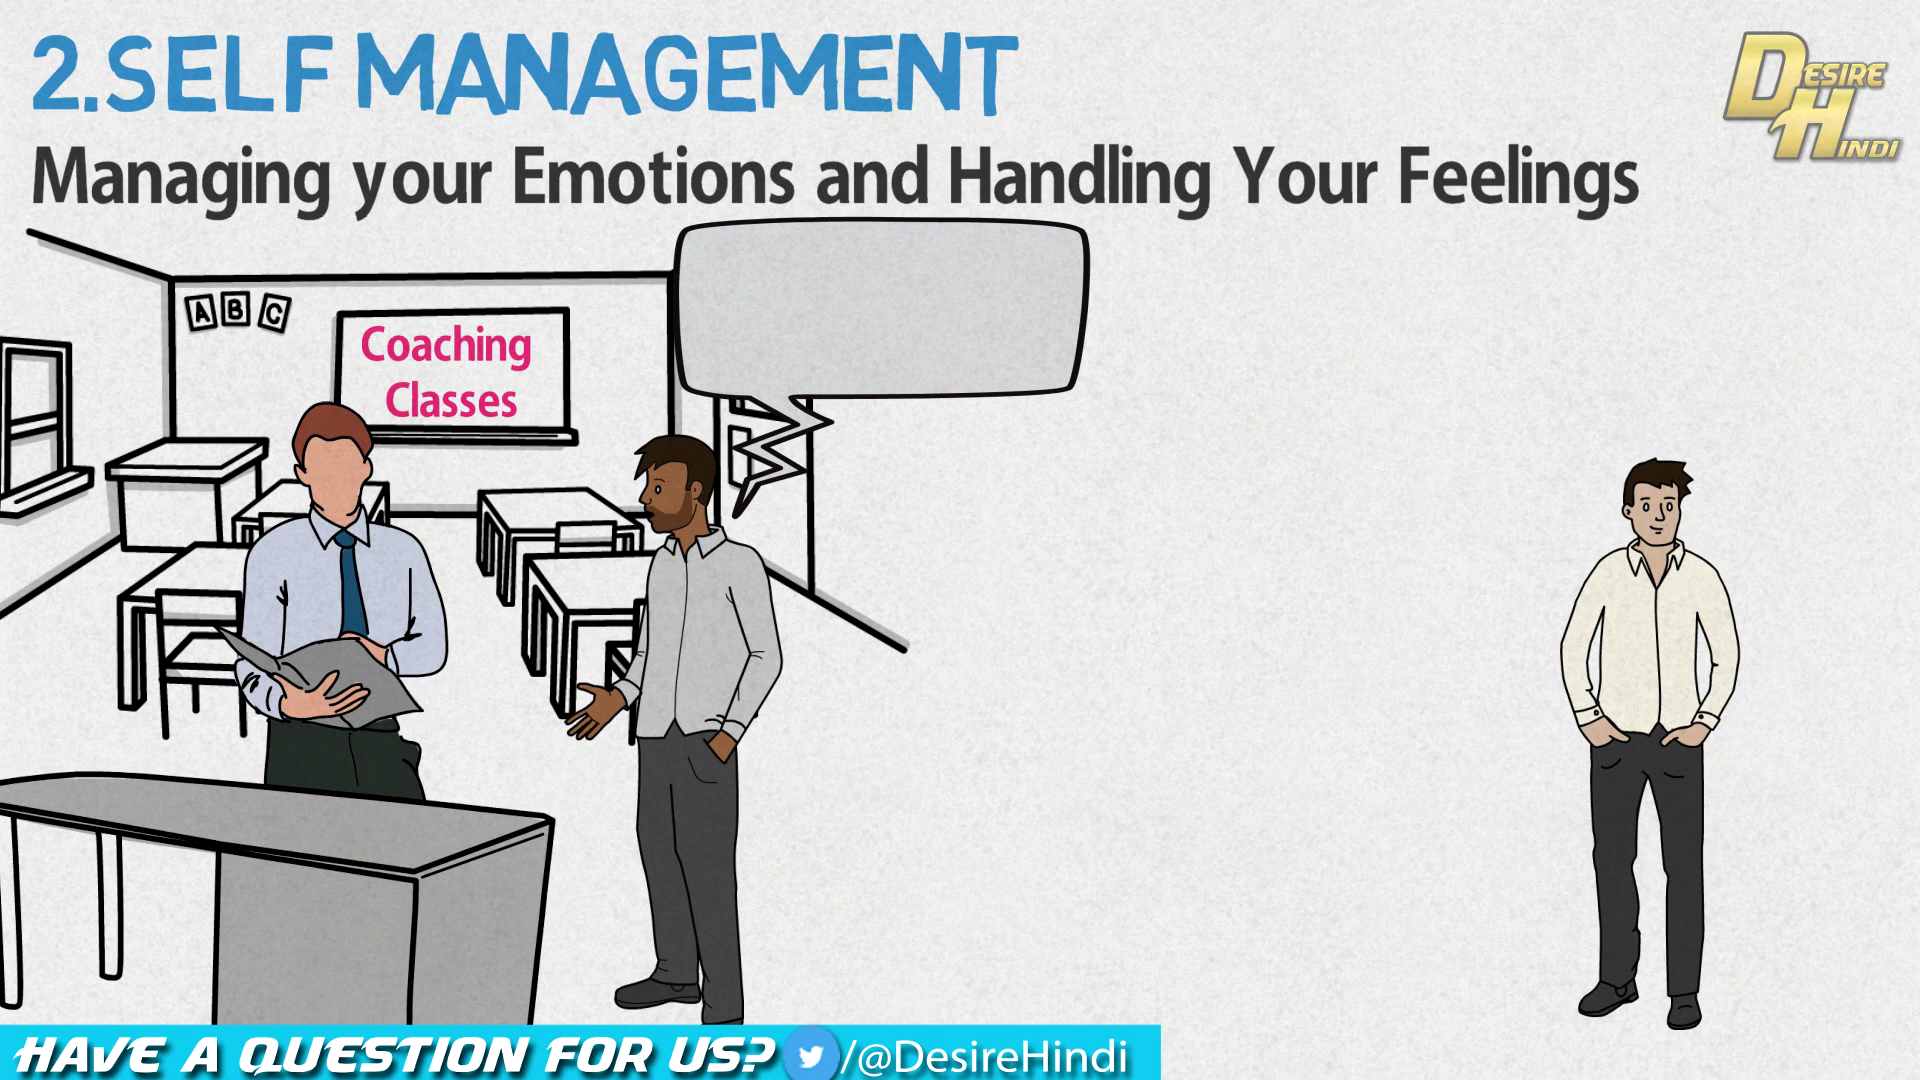 2.SELF MANAGEMENT
DESIRE
HINDI
Managing your Emotions and Handling Your Feelings
A B C
Coaching
Classes
HAVE A QUESTION FOR US? /@DesireHindi